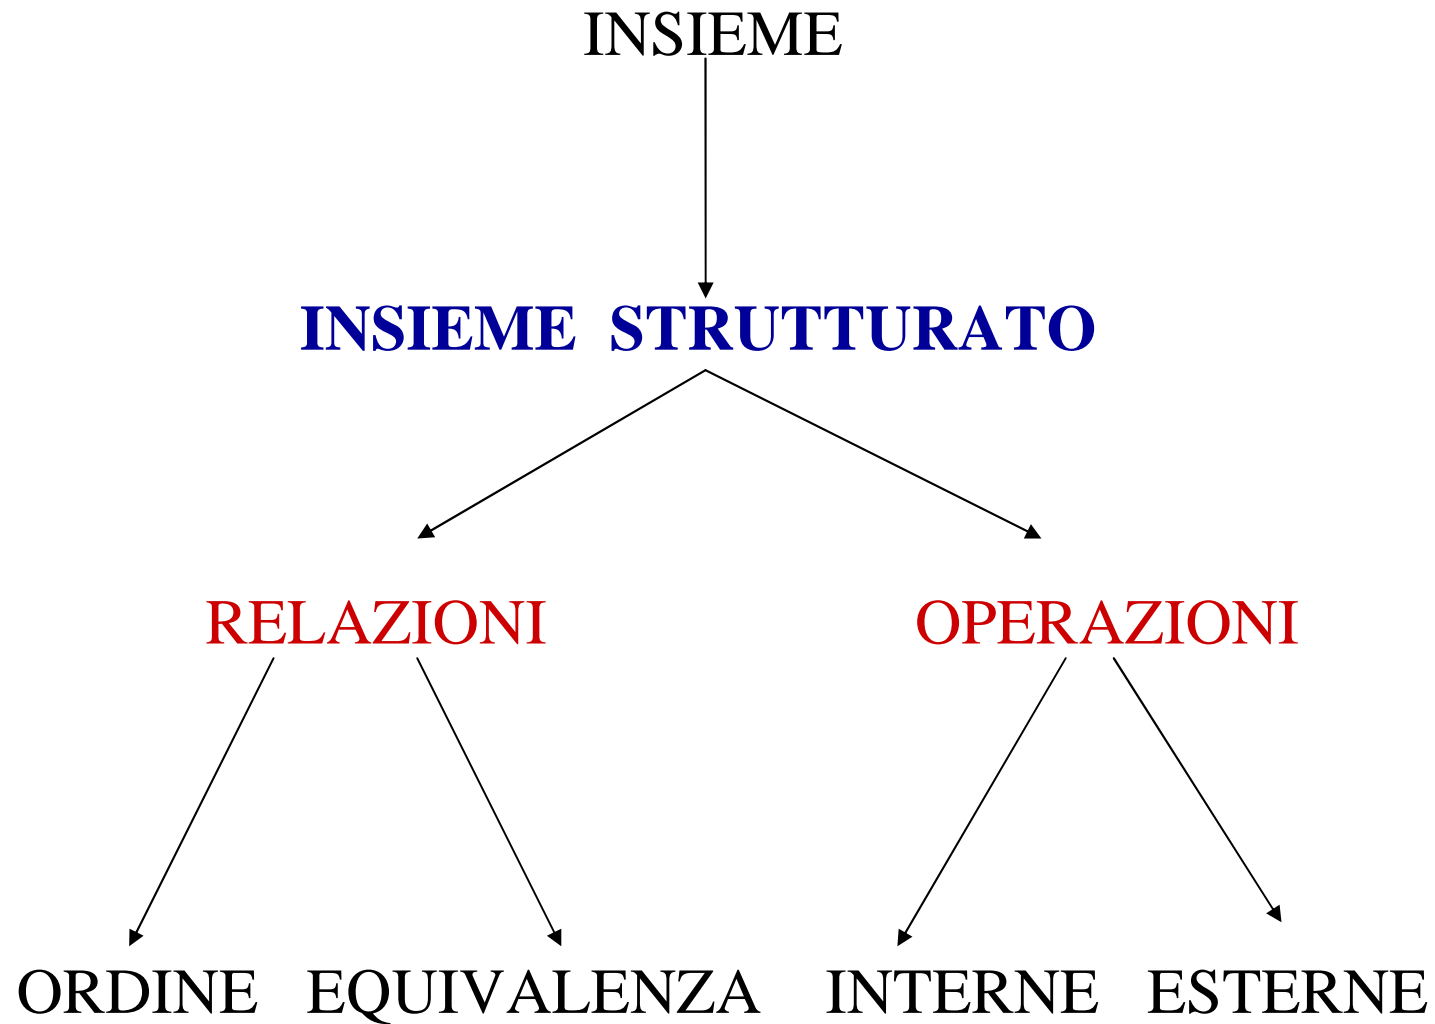 INSIEME
INSIEME STRUTTURATO
RELAZIONI OPERAZIONI
ORDINE EQUIVALENZA INTERNE ESTERNE